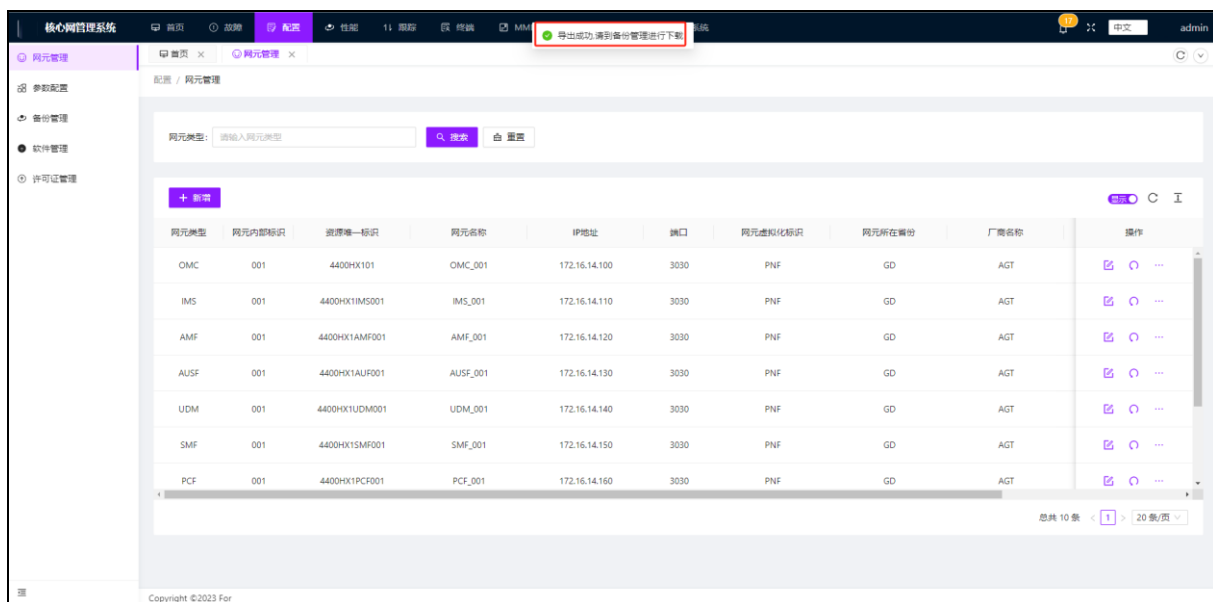 核心网管理系统 首页 故障 配置 性能 跟踪 终端 MM 系统 17 中文 admin
导出成功,请到备份管理进行下载
网元管理 首页 × 网元管理 ×
参数配置 配置 / 网元管理
备份管理
软件管理 网元类型: 请输入网元类型 搜索 重置
许可证管理
+ 新增 显示
网元类型 网元内部标识 资源唯一标识 网元名称 IP地址 端口 网元虚拟化标识 网元所在省份 厂商名称 操作
OMC 001 4400HX101 OMC_001 172.16.14.100 3030 PNF GD AGT ...
IMS 001 4400HX1IMS001 IMS_001 172.16.14.110 3030 PNF GD AGT ...
AMF 001 4400HX1AMF001 AMF_001 172.16.14.120 3030 PNF GD AGT ...
AUSF 001 4400HX1AUF001 AUSF_001 172.16.14.130 3030 PNF GD AGT ...
UDM 001 4400HX1UDM001 UDM_001 172.16.14.140 3030 PNF GD AGT ...
SMF 001 4400HX1SMF001 SMF_001 172.16.14.150 3030 PNF GD AGT ...
PCF 001 4400HX1PCF001 PCF_001 172.16.14.160 3030 PNF GD AGT ...
总共 10 条 < 1 > 20 条/页
Copyright ©2023 For